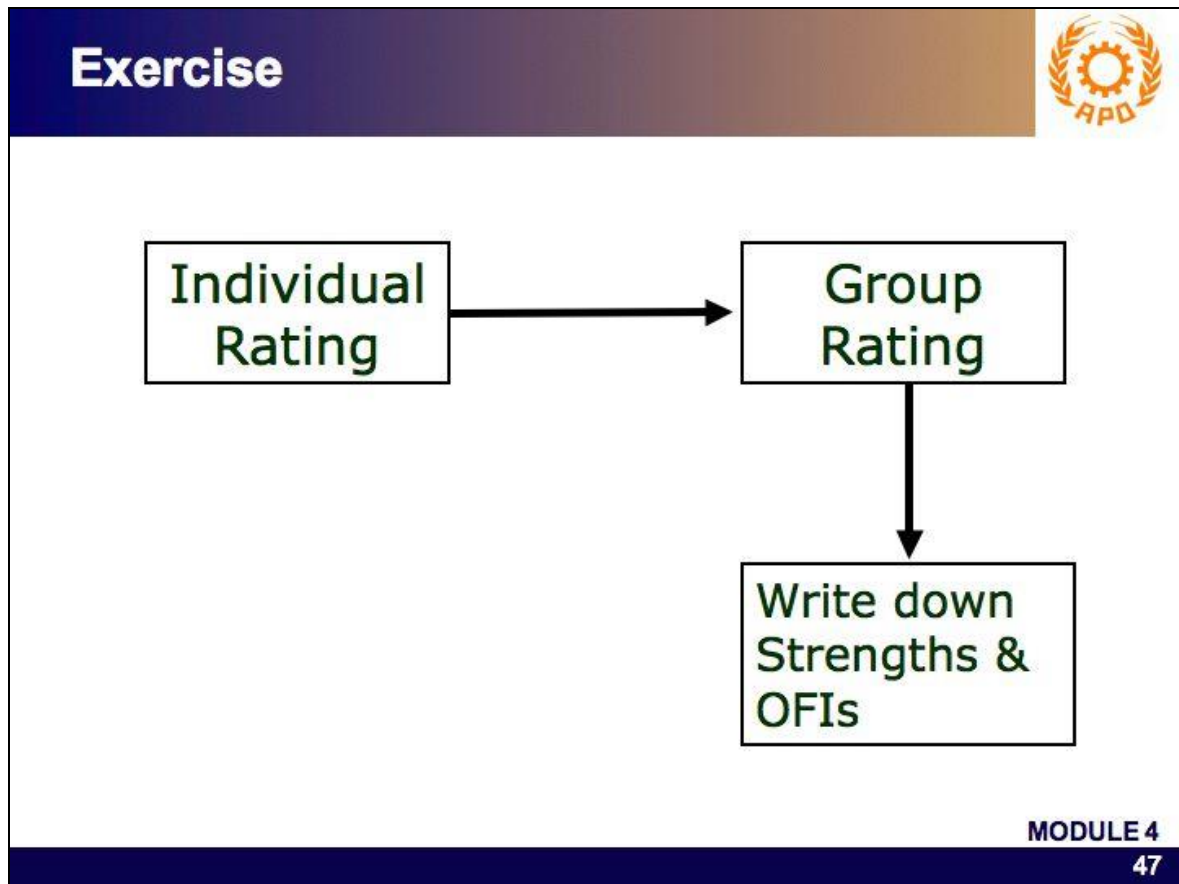 Exercise
APO
Individual
Rating
Group
Rating
Write down
Strengths &
OFIs
MODULE 4
47